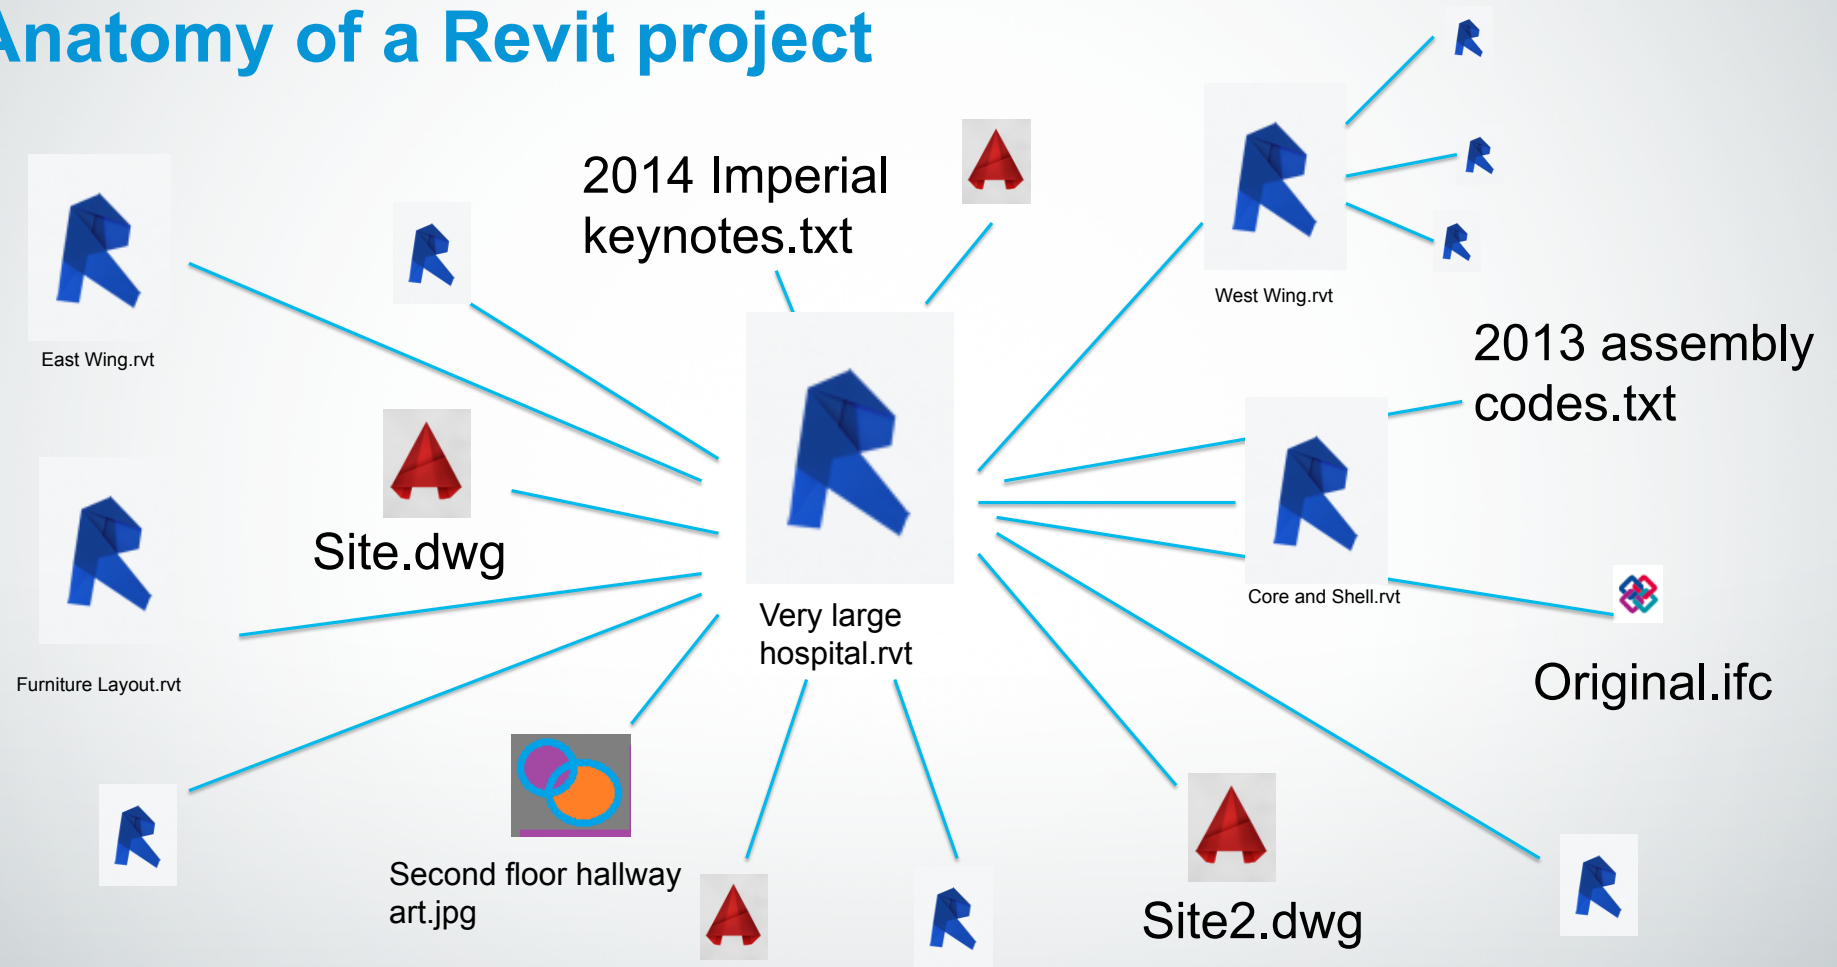 Anatomy of a Revit project
2014 Imperial
keynotes.txt
West Wing.rvt
East Wing.rvt
2013 assembly
codes.txt
Site.dwg
Core and Shell.rvt
Very large
hospital.rvt
Furniture Layout.rvt
Original.ifc
Second floor hallway
art.jpg
Site2.dwg